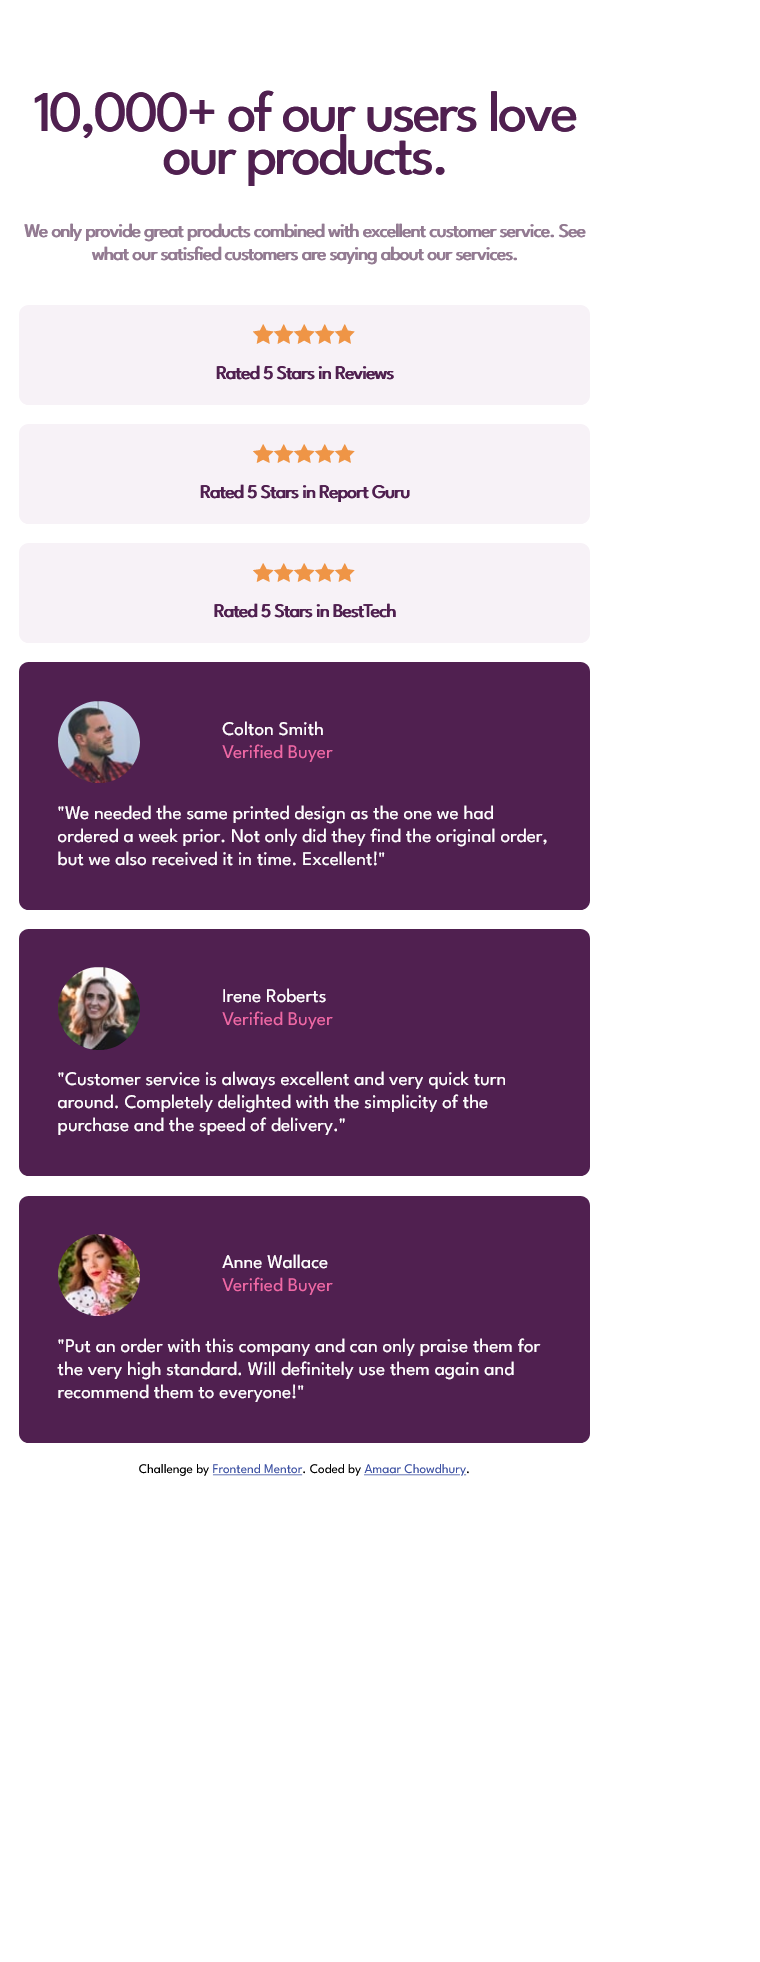 10,000+ of our users love
our products.
We only provide great products combined with excellent customer service. See
what our satisfied customers are saying about our services.
Rated 5 Stars in Reviews
Rated 5 Stars in Report Guru
Rated 5 Stars in BestTech
Colton Smith
Verified Buyer
"We needed the same printed design as the one we had
ordered a week prior. Not only did they find the original order,
but we also received it in time. Excellent!"
Irene Roberts
Verified Buyer
"Customer service is always excellent and very quick turn
around. Completely delighted with the simplicity of the
purchase and the speed of delivery."
Anne Wallace
Verified Buyer
"Put an order with this company and can only praise them for
the very high standard. Will definitely use them again and
recommend them to everyone!"
Challenge by Frontend Mentor. Coded by Amaar Chowdhury.